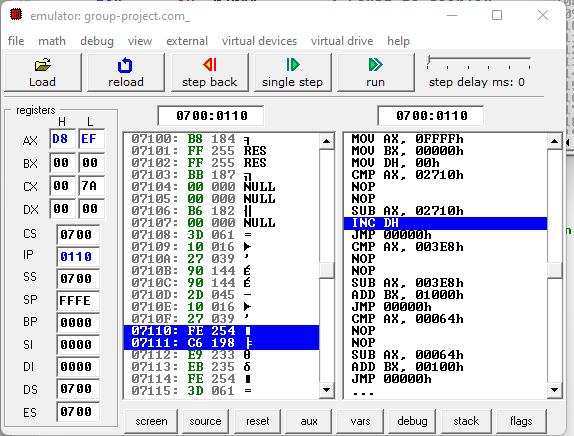 emulator: group-project.com_
file math debug view external virtual devices virtual drive help
Load reload step back single step run step delay ms: 0
registers
H L
AX D8 EF
BX 00 00
CX 00 7A
DX 00 00
CS 0700
IP 0110
SS 0700
SP FFFE
BP 0000
SI 0000
DI 0000
DS 0700
ES 0700
0700:0110
07100: B8 184 ╕
07101: FF 255 RES
07102: FF 255 RES
07103: BB 187 ╗
07104: 00 000 NULL
07105: 00 000 NULL
07106: B6 182 ╢
07107: 00 000 NULL
07108: 3D 061 =
07109: 10 016 ►
0710A: 27 039 '
0710B: 90 144 É
0710C: 90 144 É
0710D: 2D 045 -
0710E: 10 016 ►
0710F: 27 039 '
07110: FE 254 ■
07111: C6 198 ╞
07112: E9 233 θ
07113: EB 235 δ
07114: FE 254 ■
07115: 3D 061 =
0700:0110
MOV AX, 0FFFFh
MOV BX, 00000h
MOV DH, 00h
CMP AX, 02710h
NOP
NOP
SUB AX, 02710h
INC DH
JMP 00000h
CMP AX, 003E8h
NOP
NOP
SUB AX, 003E8h
ADD BX, 01000h
JMP 00000h
CMP AX, 00064h
NOP
NOP
SUB AX, 00064h
ADD BX, 00100h
JMP 00000h
...
screen source reset aux vars debug stack flags